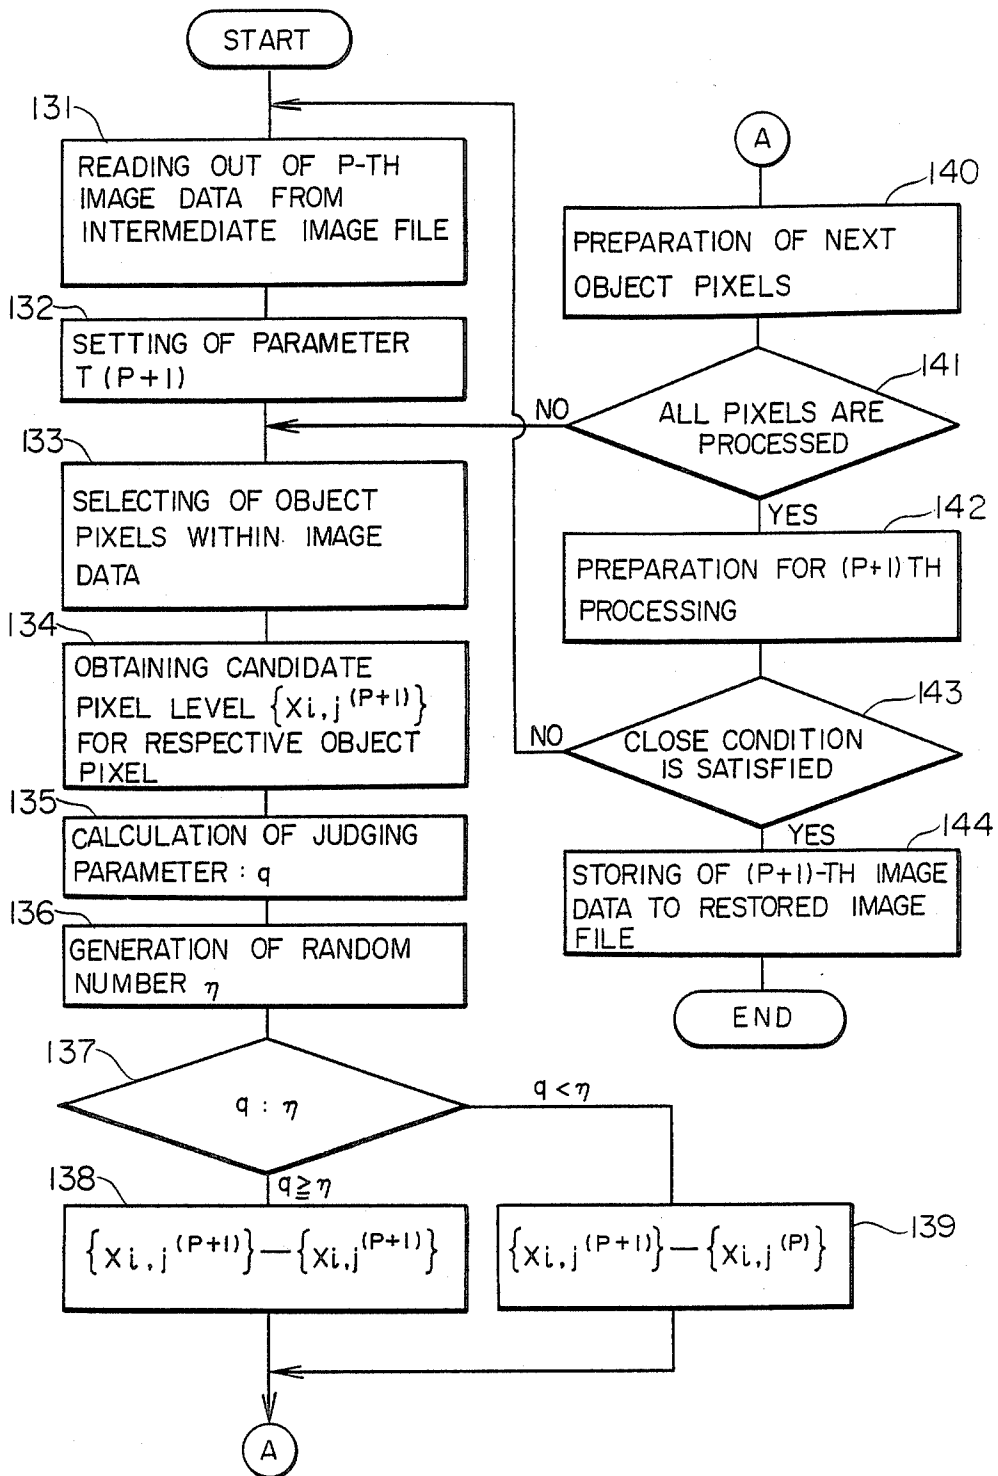 START
131
READING OUT OF P-TH
IMAGE DATA FROM
INTERMEDIATE IMAGE FILE
132
SETTING OF PARAMETER
T (P+1)
133
SELECTING OF OBJECT
PIXELS WITHIN IMAGE
DATA
134
OBTAINING CANDIDATE
PIXEL LEVEL {Xi,j^(P+1)}
FOR RESPECTIVE OBJECT
PIXEL
135
CALCULATION OF JUDGING
PARAMETER : q
136
GENERATION OF RANDOM
NUMBER η
137
q : η
q<η
q≧η
138
{Xi,j^(P+1)}—{Xi,j^(P+1)}
139
{Xi,j^(P+1)}—{Xi,j^(P)}
A
A
140
PREPARATION OF NEXT
OBJECT PIXELS
141
NO
ALL PIXELS ARE
PROCESSED
YES
142
PREPARATION FOR (P+1)TH
PROCESSING
143
NO
CLOSE CONDITION
IS SATISFIED
YES
144
STORING OF (P+1)-TH IMAGE
DATA TO RESTORED IMAGE
FILE
END